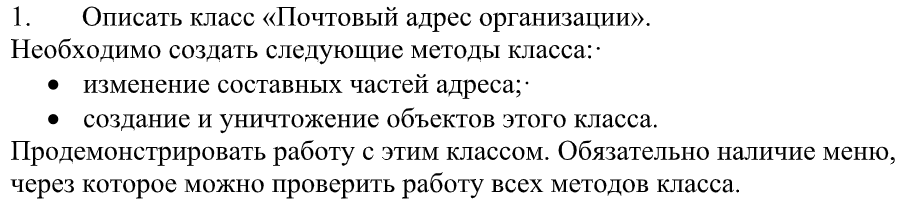 1. Описать класс «Почтовый адрес организации».
Необходимо создать следующие методы класса:·
• изменение составных частей адреса;·
• создание и уничтожение объектов этого класса.
Продемонстрировать работу с этим классом. Обязательно наличие меню,
через которое можно проверить работу всех методов класса.